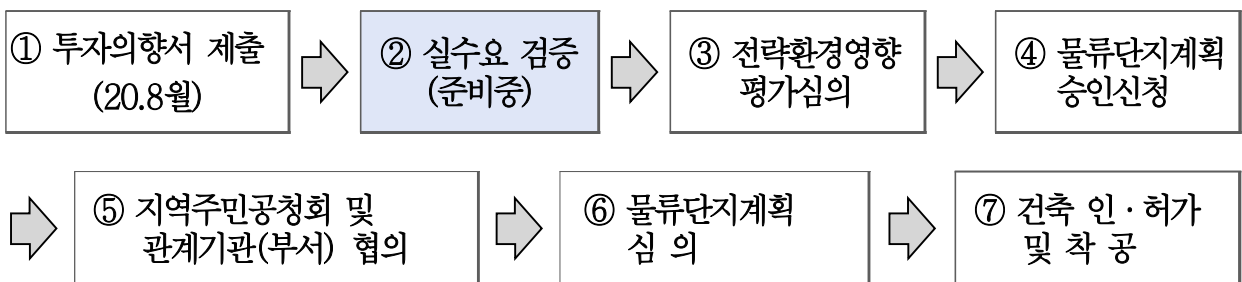 ① 투자의향서 제출
(20.8월)
② 실수요 검증
(준비중)
③ 전략환경영향
평가심의
④ 물류단지계획
승인신청
⑤ 지역주민공청회 및
관계기관(부서) 협의
⑥ 물류단지계획
심 의
⑦ 건축 인·허가
및 착 공